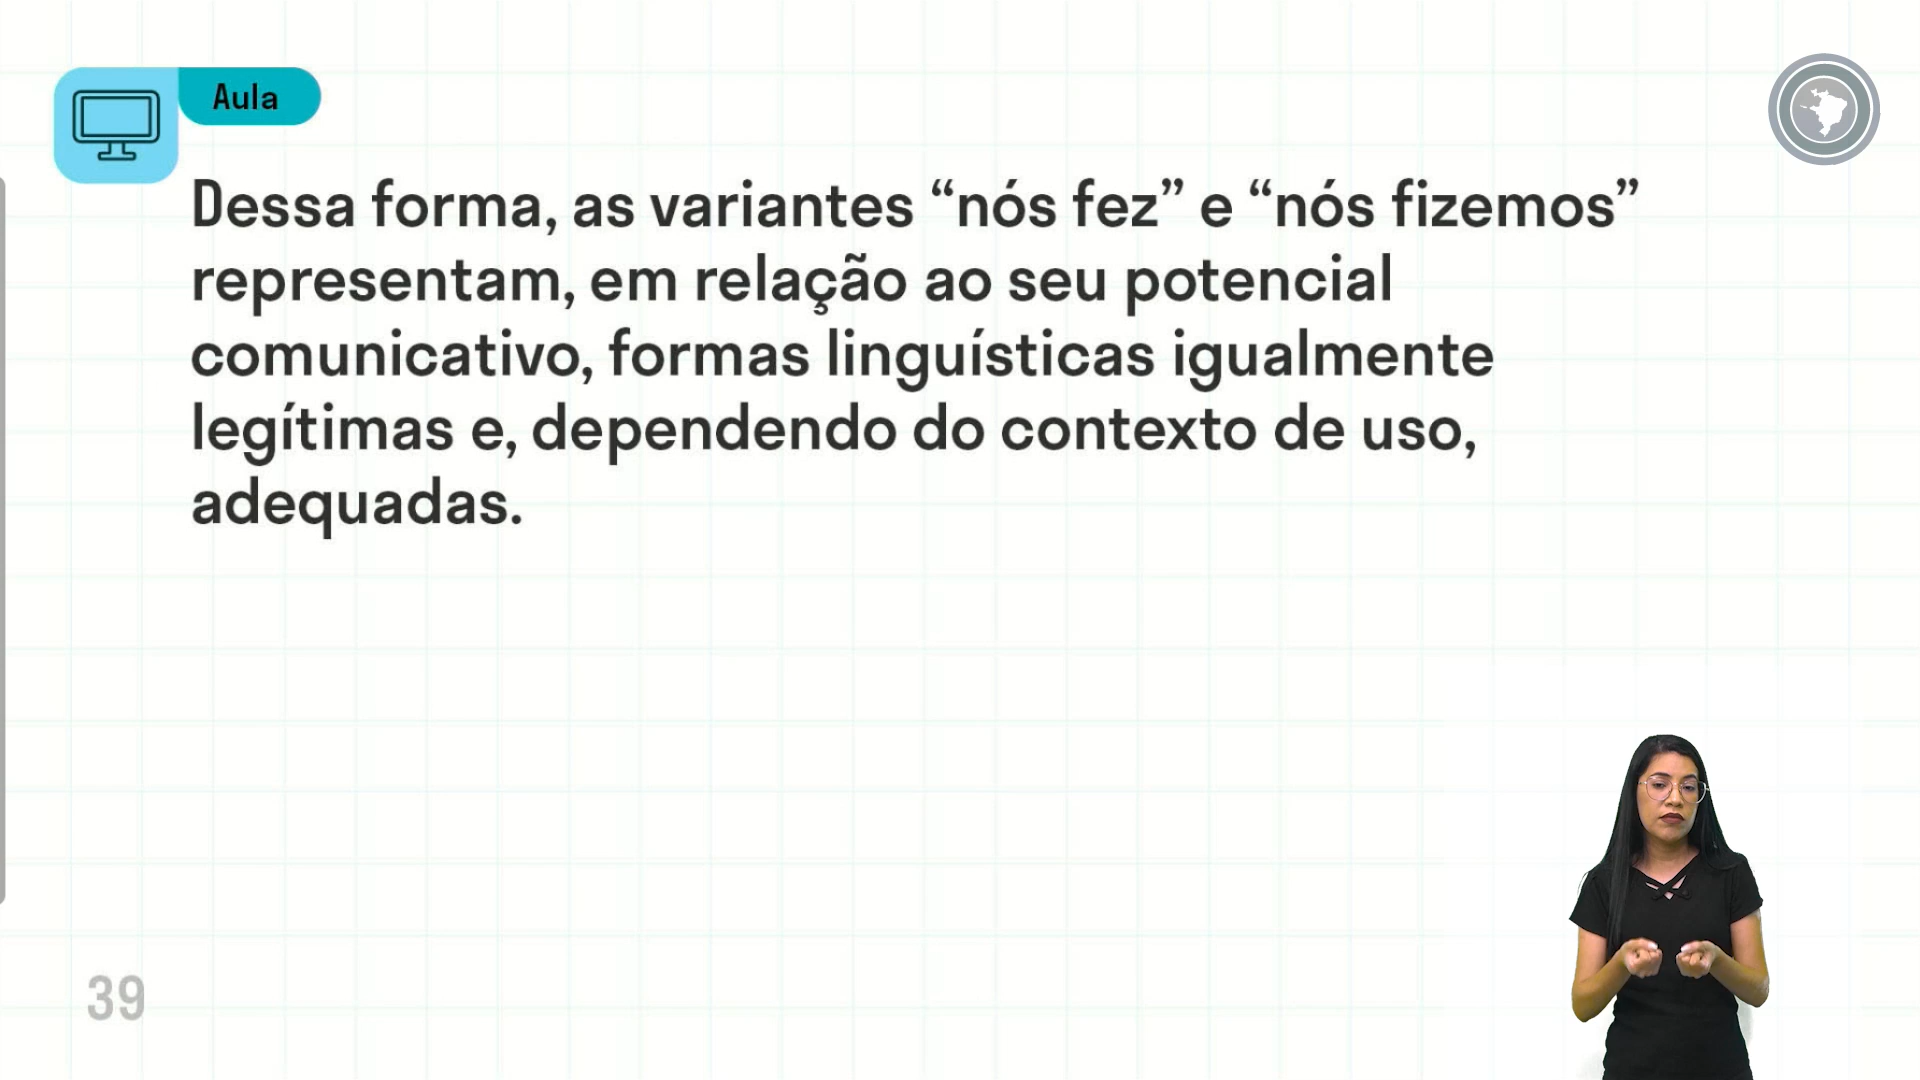 Aula
Dessa forma, as variantes “nós fez” e “nós fizemos”
representam, em relação ao seu potencial
comunicativo, formas linguísticas igualmente
legítimas e, dependendo do contexto de uso,
adequadas.
39